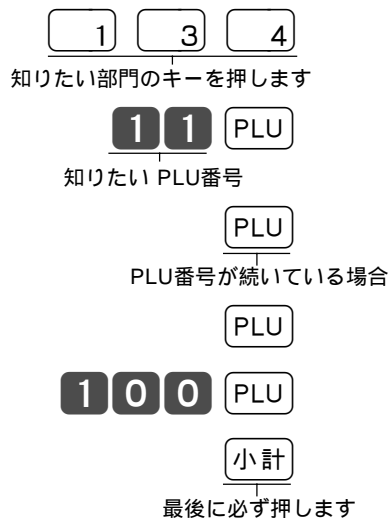 1 3 4
知りたい部門のキーを押します
1 1 PLU
知りたい PLU番号
PLU
PLU番号が続いている場合
PLU
1 0 0 PLU
小計
最後に必ず押します